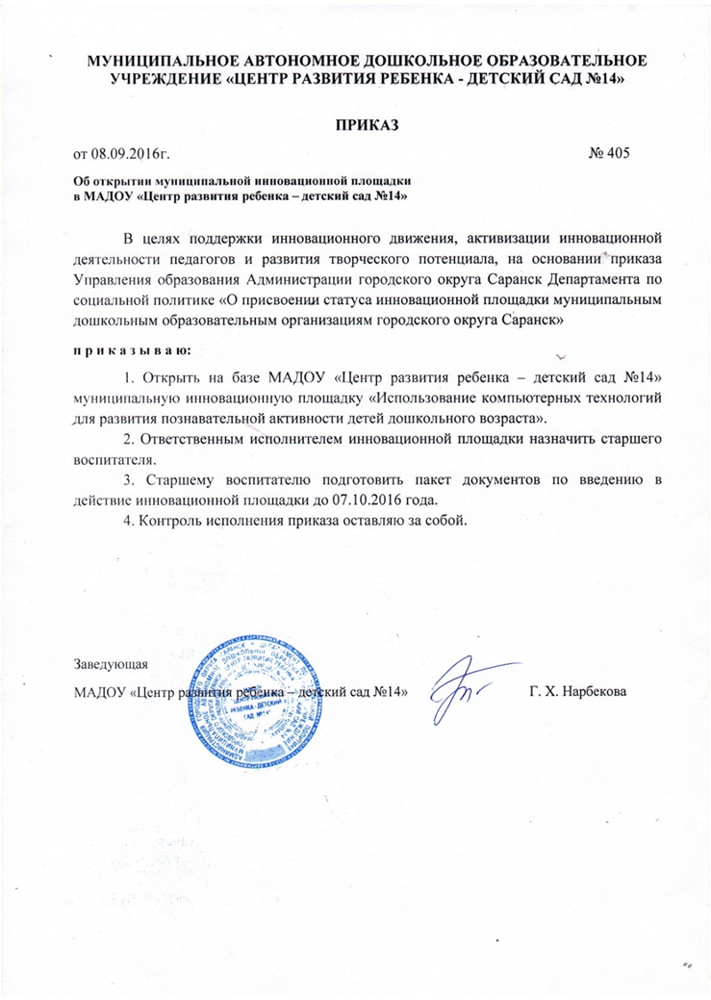 МУНИЦИПАЛЬНОЕ АВТОНОМНОЕ ДОШКОЛЬНОЕ ОБРАЗОВАТЕЛЬНОЕ
УЧРЕЖДЕНИЕ «ЦЕНТР РАЗВИТИЯ РЕБЕНКА - ДЕТСКИЙ САД №14»
ПРИКАЗ
от 08.09.2016г. № 405
Об открытии муниципальной инновационной площадки
в МАДОУ «Центр развития ребенка – детский сад №14»
В целях поддержки инновационного движения, активизации инновационной
деятельности педагогов и развития творческого потенциала, на основании приказа
Управления образования Администрации городского округа Саранск Департамента по
социальной политике «О присвоении статуса инновационной площадки муниципальным
дошкольным образовательным организациям городского округа Саранск»
п р и к а з ы в а ю:
1. Открыть на базе МАДОУ «Центр развития ребенка – детский сад №14»
муниципальную инновационную площадку «Использование компьютерных технологий
для развития познавательной активности детей дошкольного возраста».
2. Ответственным исполнителем инновационной площадки назначить старшего
воспитателя.
3. Старшему воспитателю подготовить пакет документов по введению в
действие инновационной площадки до 07.10.2016 года.
4. Контроль исполнения приказа оставляю за собой.
Заведующая
МАДОУ «Центр развития ребенка – детский сад №14» Г. Х. Нарбекова